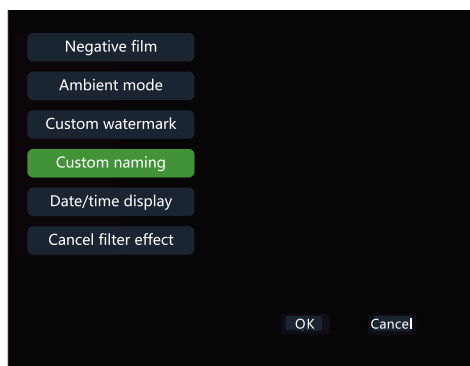 Negative film
Ambient mode
Custom watermark
Custom naming
Date/time display
Cancel filter effect
OK Cancel